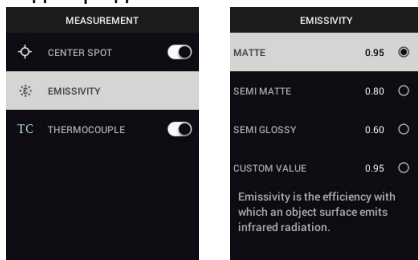 MEASUREMENT
CENTER SPOT
EMISSIVITY
TC THERMOCOUPLE
EMISSIVITY
MATTE 0.95
SEMI MATTE 0.80
SEMI GLOSSY 0.60
CUSTOM VALUE 0.95
Emissivity is the efficiency with
which an object surface emits
infrared radiation.